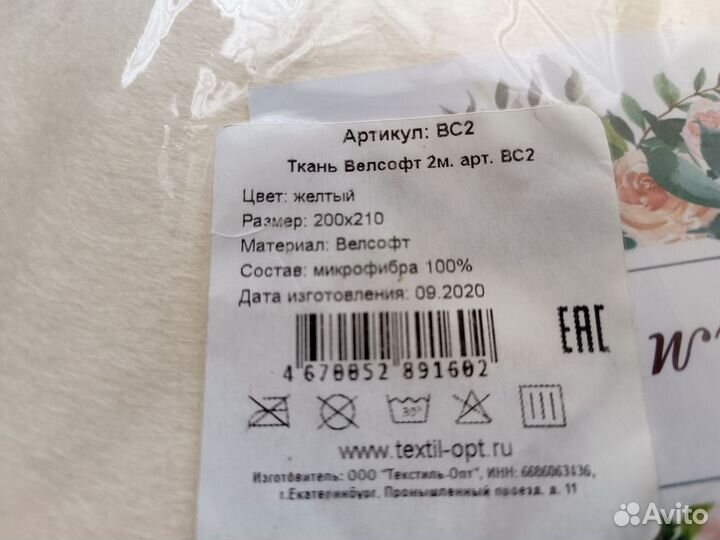 Артикул: ВС2
Ткань Велсофт 2м. арт. ВС2
Цвет: желтый
Размер: 200х210
Материал: Велсофт
Состав: микрофибра 100%
Дата изготовления: 09.2020
EAC
4 670052 891602
30°
www.textil-opt.ru
Изготовитель: ООО "Текстиль-Опт", ИНН: 6686063436,
г.Екатеринбург, Промышленный проезд, д. 11
Avito